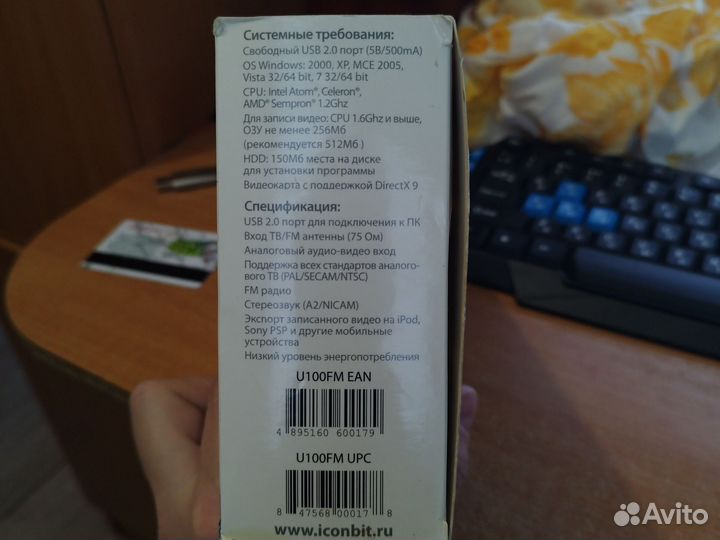 Системные требования:
Свободный USB 2.0 порт (5В/500mA)
OS Windows: 2000, XP, MCE 2005,
Vista 32/64 bit, 7 32/64 bit
CPU: Intel Atom®, Celeron®,
AMD® Sempron® 1.2Ghz
Для записи видео: CPU 1.6Ghz и выше,
ОЗУ не менее 256Мб
(рекомендуется 512Мб )
HDD: 150Мб места на диске
для установки программы
Видеокарта с поддержкой DirectX 9
Спецификация:
USB 2.0 порт для подключения к ПК
Вход ТВ/FM антенны (75 Ом)
Аналоговый аудио-видео вход
Поддержка всех стандартов аналого-
вого ТВ (PAL/SECAM/NTSC)
FM радио
Стереозвук (A2/NICAM)
Экспорт записанного видео на iPod,
Sony PSP и другие мобильные
устройства
Низкий уровень энергопотребления
U100FM EAN
4 895160 600179
U100FM UPC
8 47568 00017 8
www.iconbit.ru
Avito